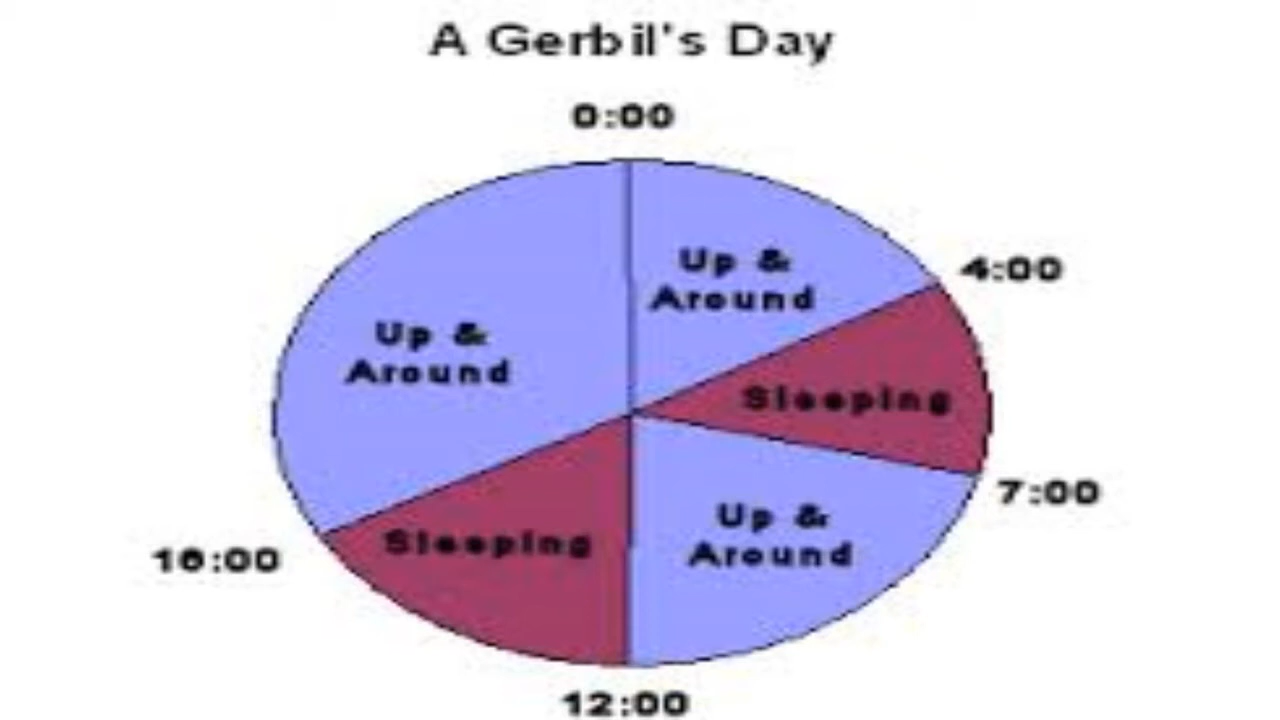 A Gerbil's Day
0:00
Up &
Around
4:00
Up &
Around
Sleeping
7:00
Up &
Around
Sleeping
16:00
12:00